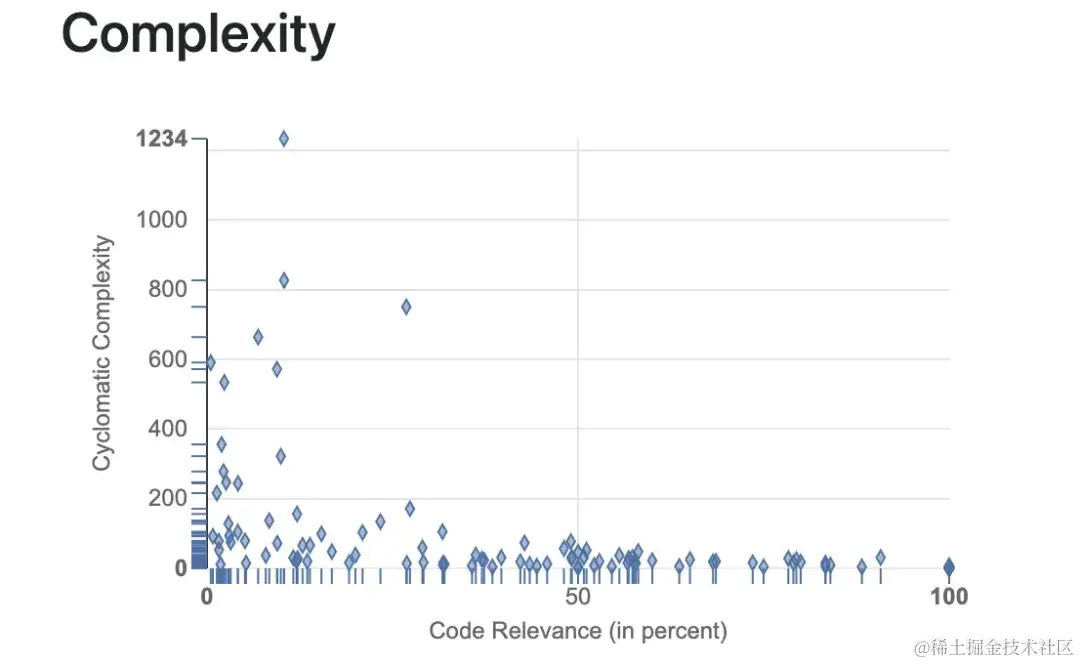 Complexity
1234
1000
800
600
400
200
0
Cyclomatic Complexity
0
50
100
Code Relevance (in percent)
@稀土掘金技术社区